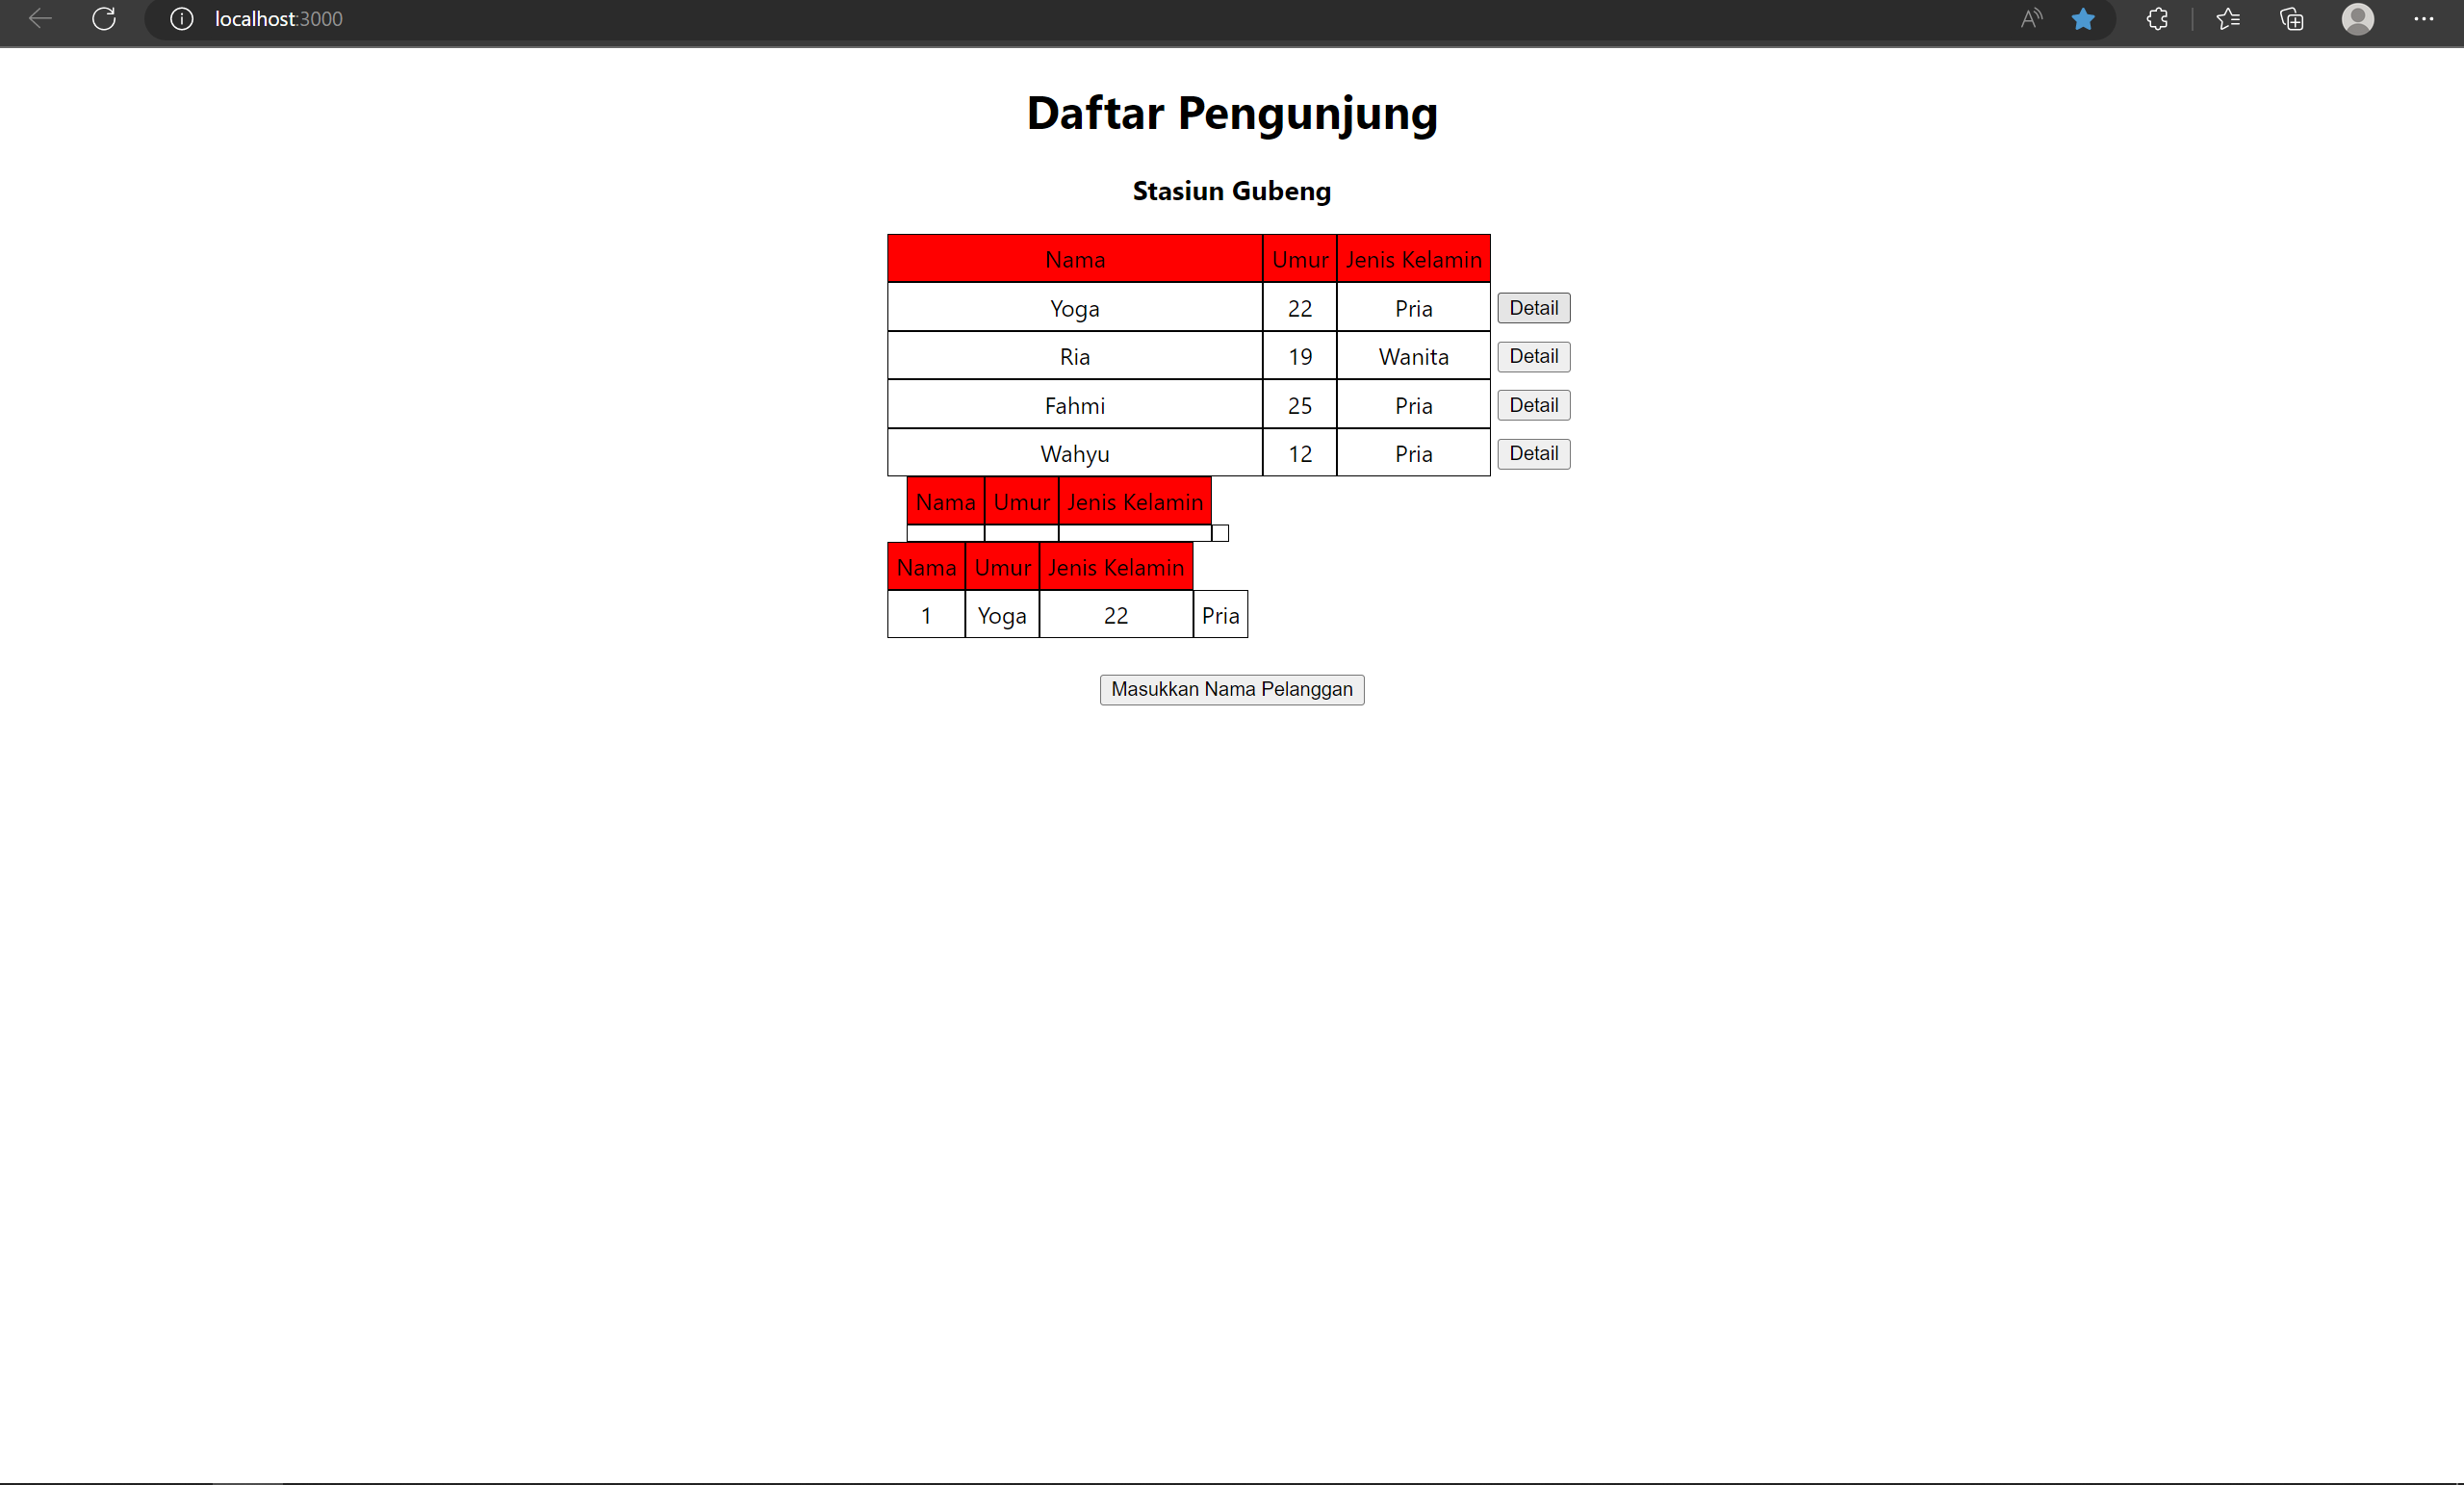 localhost:3000
Daftar Pengunjung
Stasiun Gubeng
Nama Umur Jenis Kelamin
Yoga 22 Pria Detail
Ria 19 Wanita Detail
Fahmi 25 Pria Detail
Wahyu 12 Pria Detail
Nama Umur Jenis Kelamin
Nama Umur Jenis Kelamin
1 Yoga 22 Pria
Masukkan Nama Pelanggan